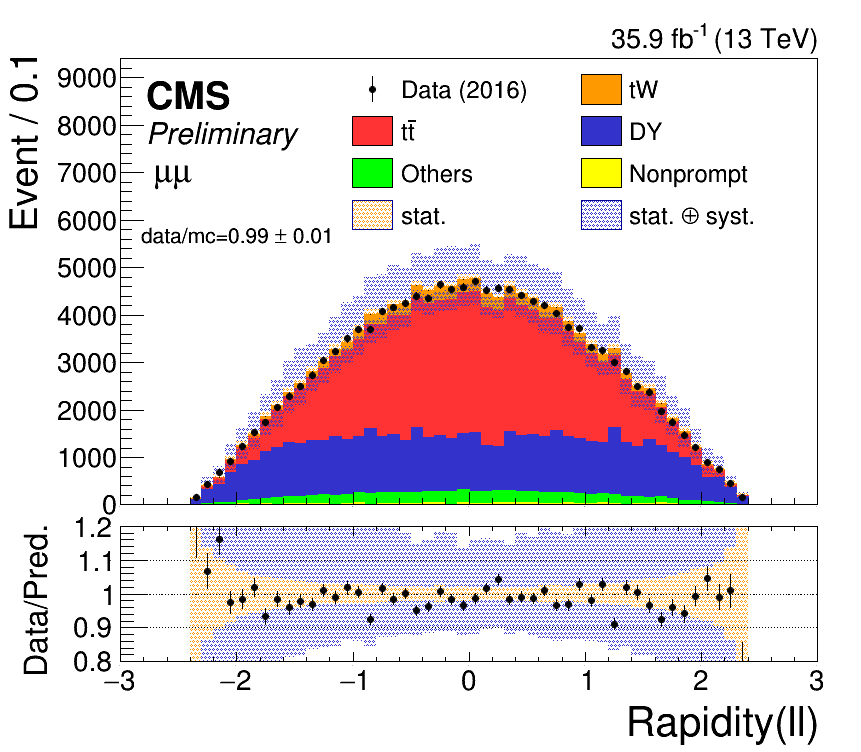 35.9 fb⁻¹ (13 TeV)
Event / 0.1
9000
8000
7000
6000
5000
4000
3000
2000
1000
0
CMS
Preliminary
μμ
data/mc=0.99 ± 0.01
Data (2016)
tW
tt̄
DY
Others
Nonprompt
stat.
stat. ⊕ syst.
Data/Pred.
1.2
1.1
1
0.9
0.8
−3 −2 −1 0 1 2 3
Rapidity(ll)